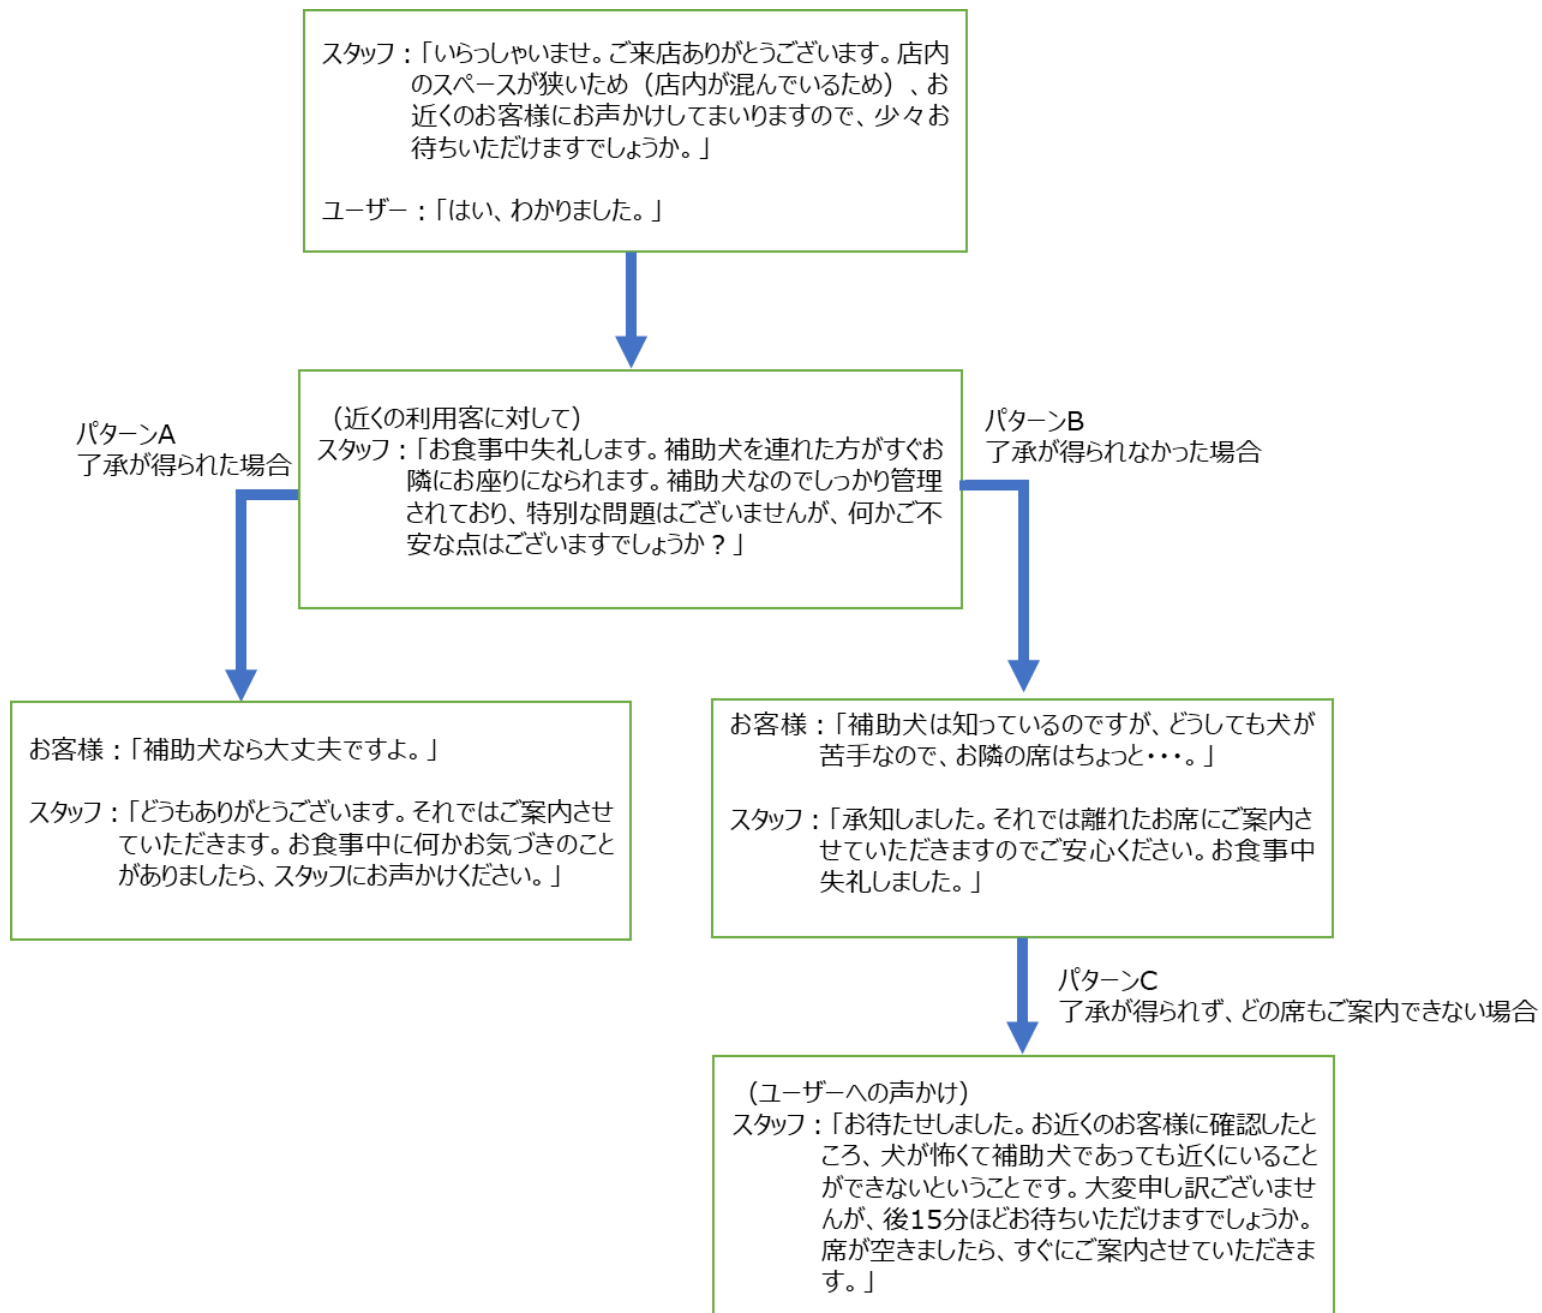 スタッフ：「いらっしゃいませ。ご来店ありがとうございます。店内
のスペースが狭いため（店内が混んでいるため）、お
近くのお客様にお声かけしてまいりますので、少々お
待ちいただけますでしょうか。」
ユーザー：「はい、わかりました。」
（近くの利用客に対して）
スタッフ：「お食事中失礼します。補助犬を連れた方がすぐお
隣にお座りになられます。補助犬なのでしっかり管理
されており、特別な問題はございませんが、何かご不
安な点はございますでしょうか？」
パターンA
了承が得られた場合
パターンB
了承が得られなかった場合
お客様：「補助犬なら大丈夫ですよ。」
スタッフ：「どうもありがとうございます。それではご案内させ
ていただきます。お食事中に何かお気づきのこと
がありましたら、スタッフにお声かけください。」
お客様：「補助犬は知っているのですが、どうしても犬が
苦手なので、お隣の席はちょっと・・・。」
スタッフ：「承知しました。それでは離れたお席にご案内さ
せていただきますのでご安心ください。お食事中
失礼しました。」
パターンC
了承が得られず、どの席もご案内できない場合
（ユーザーへの声かけ）
スタッフ：「お待たせしました。お近くのお客様に確認したと
ころ、犬が怖くて補助犬であっても近くにいること
ができないということです。大変申し訳ございませ
んが、後15分ほどお待ちいただけますでしょうか。
席が空きましたら、すぐにご案内させていただきま
す。」